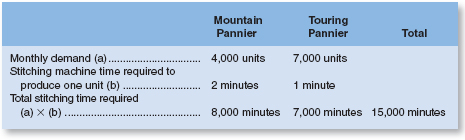 Mountain Touring
Pannier Pannier Total
Monthly demand (a) ................................ 4,000 units 7,000 units
Stitching machine time required to
produce one unit (b) ........................... 2 minutes 1 minute
Total stitching time required
(a) × (b) ............................................... 8,000 minutes 7,000 minutes 15,000 minutes